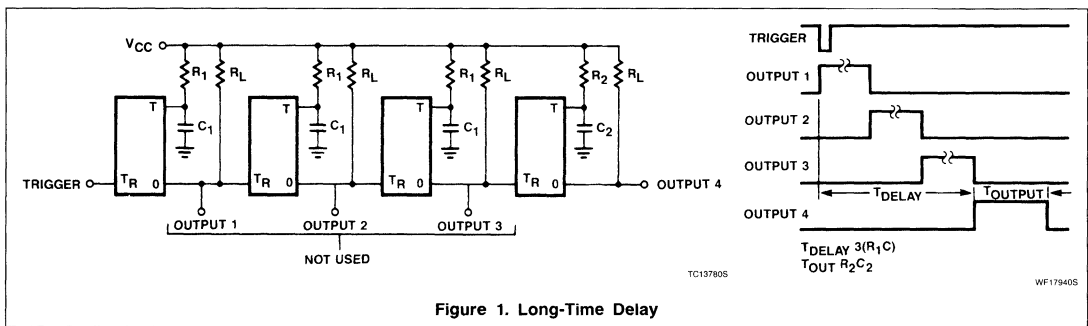 VCC
R1 RL R1 RL R1 RL R2 RL
T T T T
C1 C1 C1 C2
TRIGGER TR 0 TR 0 TR 0 TR 0 OUTPUT 4
OUTPUT 1 OUTPUT 2 OUTPUT 3
NOT USED
TC13780S
TRIGGER
OUTPUT 1
OUTPUT 2
OUTPUT 3
TDELAY TOUTPUT
OUTPUT 4
TDELAY 3(R1C)
TOUT R2C2
WF17940S
Figure 1. Long-Time Delay